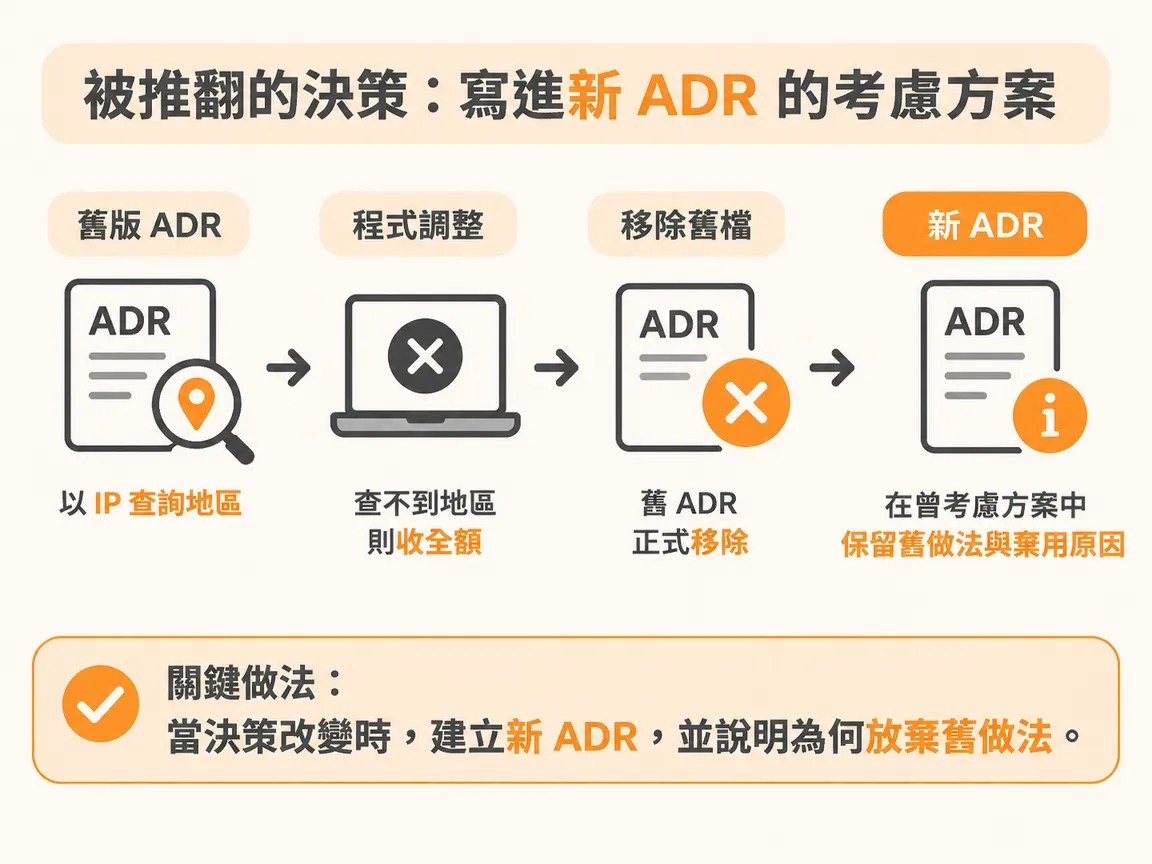 被推翻的決策：寫進新 ADR 的考慮方案
舊版 ADR
ADR
以 IP 查詢地區
程式調整
查不到地區
則收全額
移除舊檔
ADR
舊 ADR
正式移除
新 ADR
ADR
i
在曾考慮方案中
保留舊做法與棄用原因
關鍵做法：
當決策改變時，建立新 ADR，並說明為何放棄舊做法。